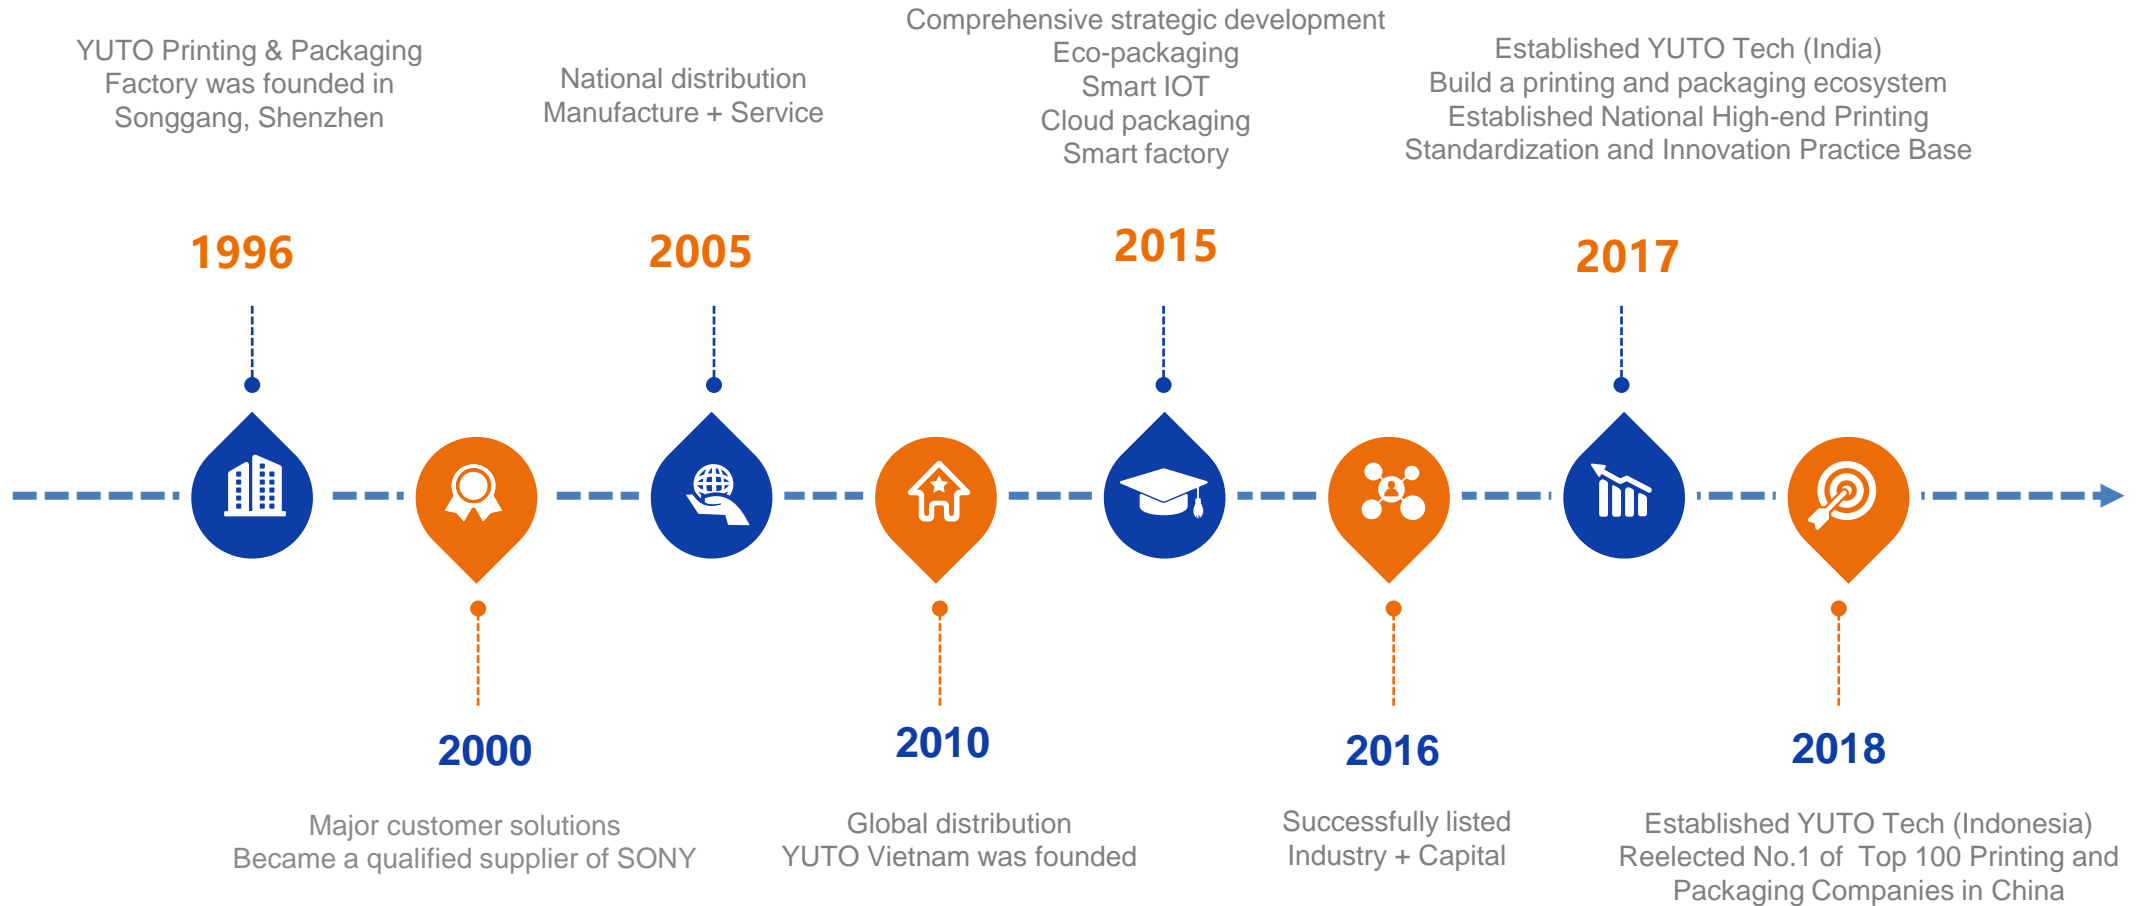 YUTO Printing & Packaging
Factory was founded in
Songgang, Shenzhen
1996
National distribution
Manufacture + Service
2005
Comprehensive strategic development
Eco-packaging
Smart IOT
Cloud packaging
Smart factory
2015
Established YUTO Tech (India)
Build a printing and packaging ecosystem
Established National High-end Printing
Standardization and Innovation Practice Base
2017
2000
Major customer solutions
Became a qualified supplier of SONY
2010
Global distribution
YUTO Vietnam was founded
2016
Successfully listed
Industry + Capital
2018
Established YUTO Tech (Indonesia)
Reelected No.1 of  Top 100 Printing and
Packaging Companies in China